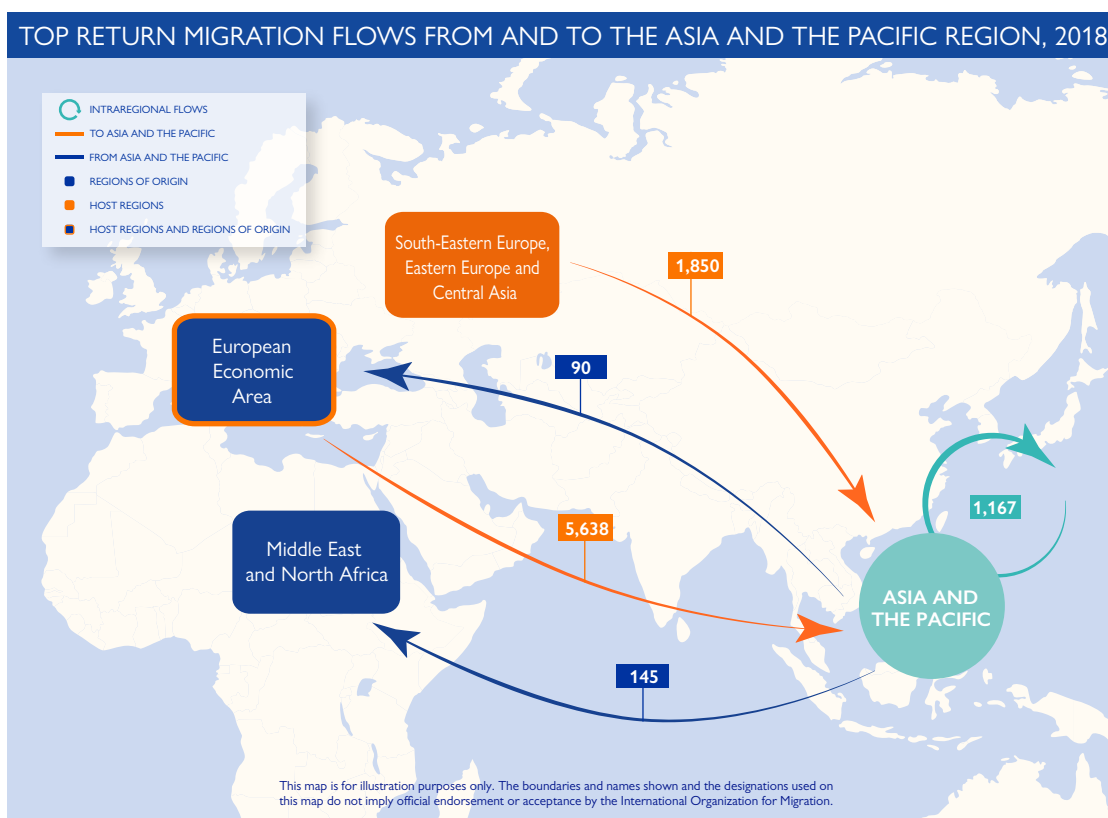 TOP RETURN MIGRATION FLOWS FROM AND TO THE ASIA AND THE PACIFIC REGION, 2018
INTRAREGIONAL FLOWS
TO ASIA AND THE PACIFIC
FROM ASIA AND THE PACIFIC
REGIONS OF ORIGIN
HOST REGIONS
HOST REGIONS AND REGIONS OF ORIGIN
South-Eastern Europe,
Eastern Europe and
Central Asia
1,850
European
Economic
Area
90
1,167
5,638
Middle East
and North Africa
ASIA AND
THE PACIFIC
145
This map is for illustration purposes only. The boundaries and names shown and the designations used on
this map do not imply official endorsement or acceptance by the International Organization for Migration.